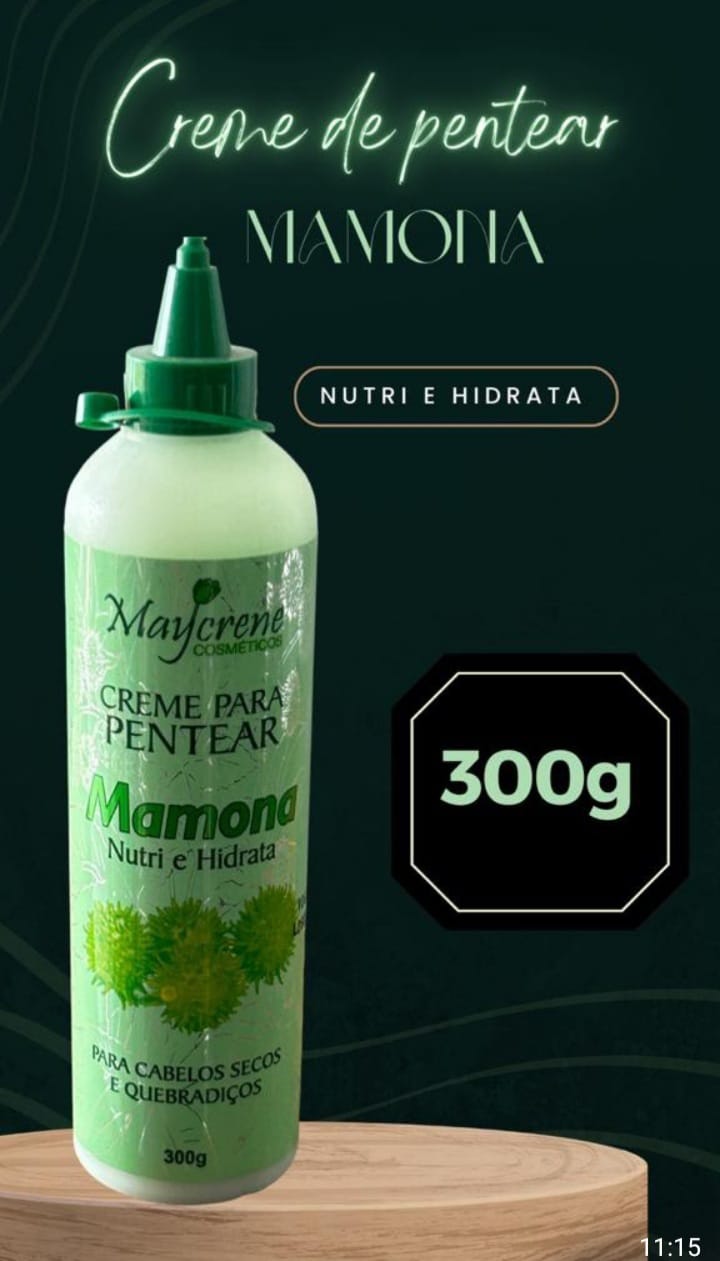 Creme de pentear
MAMONA
NUTRI E HIDRATA
Maycrene
COSMÉTICOS
CREME PARA
PENTEAR
Mamona
Nutri e Hidrata
300g
PARA CABELOS SECOS
E QUEBRADIÇOS
300g
11:15